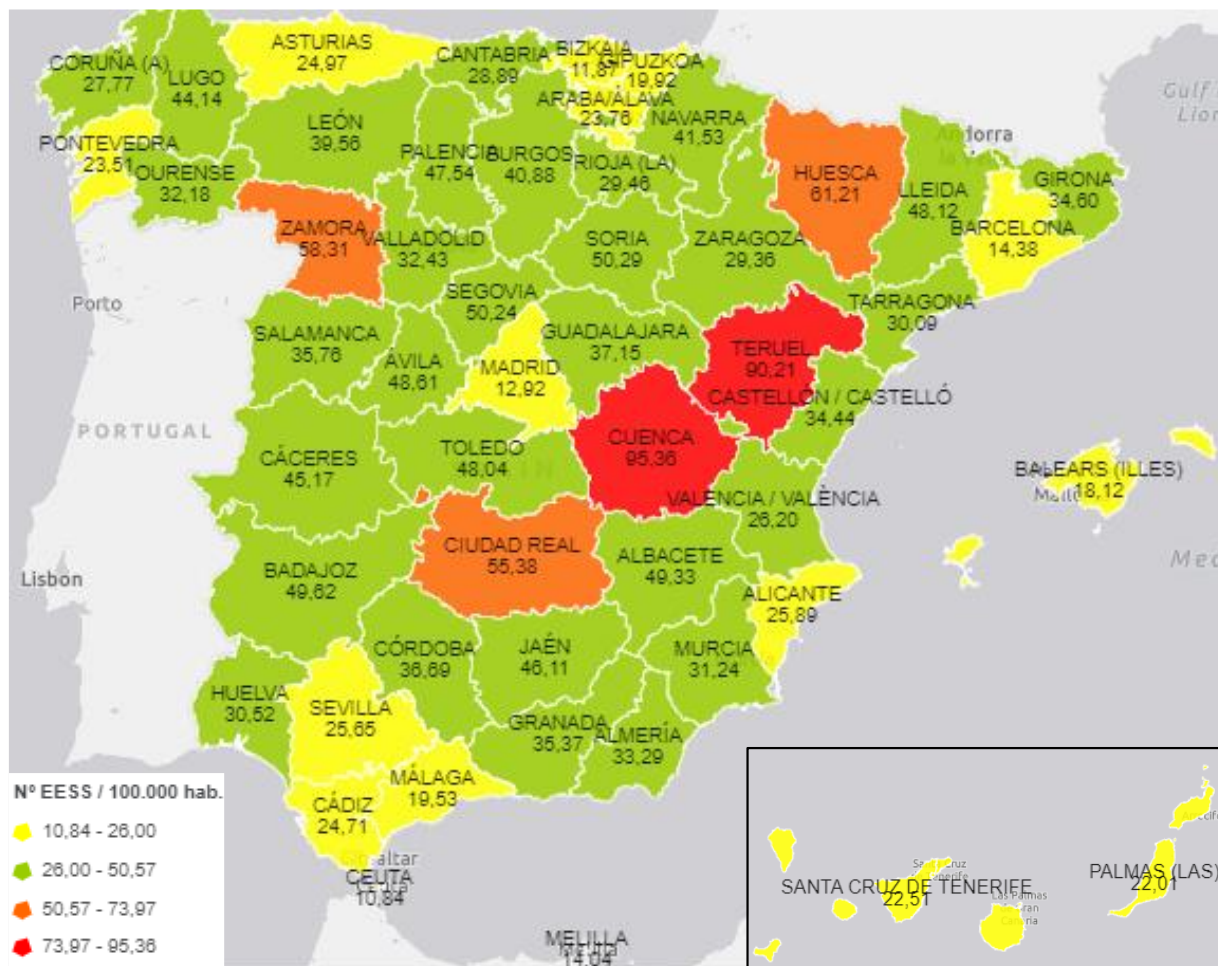 ASTURIAS
24,97
CANTABRIA
28,89
BIZKAIA
11,87
GIPUZKOA
19,92
CORUÑA (A)
27,77
LUGO
44,14
ARABA/ÁLAVA
23,76
NAVARRA
41,53
Gulf
Lion
LEÓN
39,56
PALENCIA
47,54
BURGOS
40,88
RIOJA (LA)
29,46
Andorra
PONTEVEDRA
23,51
OURENSE
32,18
HUESCA
61,21
LLEIDA
48,12
GIRONA
34,60
BARCELONA
14,38
ZAMORA
58,31
VALLADOLID
32,43
SORIA
50,29
ZARAGOZA
29,36
Porto
SEGOVIA
50,24
TARRAGONA
30,09
SALAMANCA
35,76
ÁVILA
48,61
MADRID
12,92
GUADALAJARA
37,15
TERUEL
90,21
CASTELLÓN / CASTELLÓ
34,44
PORTUGAL
CÁCERES
45,17
TOLEDO
48,04
CUENCA
95,36
BALEARS (ILLES)
18,12
VALENCIA / VALÈNCIA
26,20
Lisbon
BADAJOZ
49,62
CIUDAD REAL
55,38
ALBACETE
49,33
Med
ALICANTE
25,89
CÓRDOBA
36,69
JAÉN
46,11
MURCIA
31,24
HUELVA
30,52
SEVILLA
25,65
GRANADA
35,37
ALMERÍA
33,29
MÁLAGA
19,53
CÁDIZ
24,71
Gibraltar
CEUTA
10,84
MELILLA
14,04
Nº EESS / 100.000 hab.
10,84 - 26,00
26,00 - 50,57
50,57 - 73,97
73,97 - 95,36
SANTA CRUZ DE TENERIFE
22,51
Las Palmas
de Gran
Canaria
PALMAS (LAS)
22,01